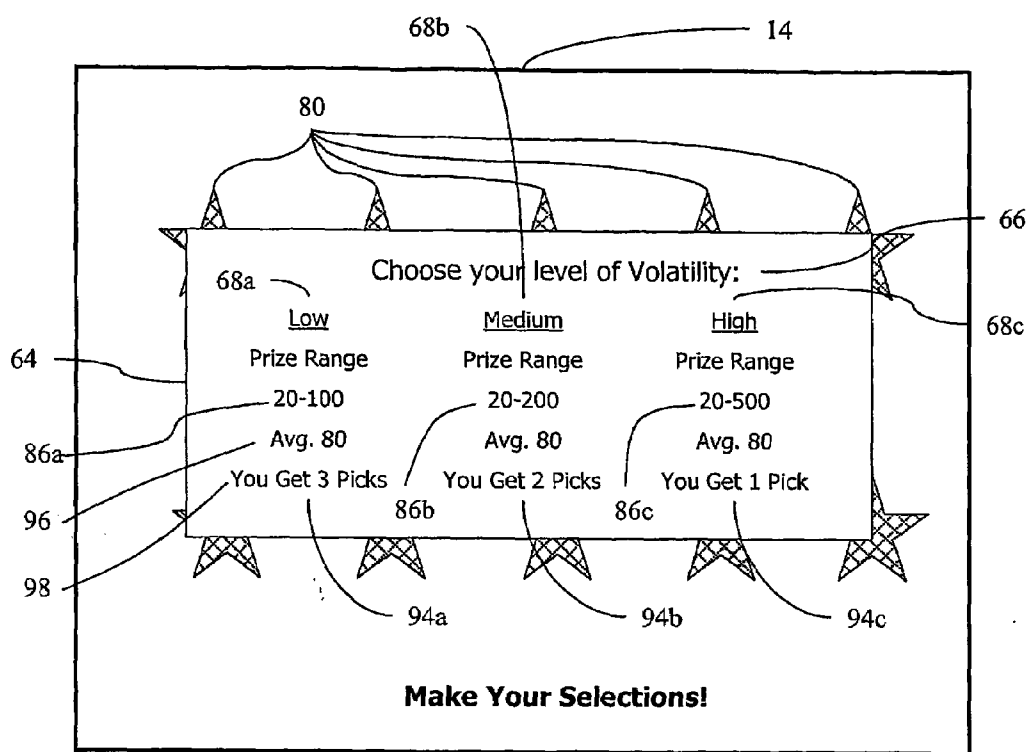 68b
14
80
66
Choose your level of Volatility:
68a
Low Medium High
68c
Prize Range Prize Range Prize Range
64
20-100 20-200 20-500
86a
Avg. 80 Avg. 80 Avg. 80
You Get 3 Picks You Get 2 Picks You Get 1 Pick
96
86b 86c
98
94a 94b 94c
Make Your Selections!